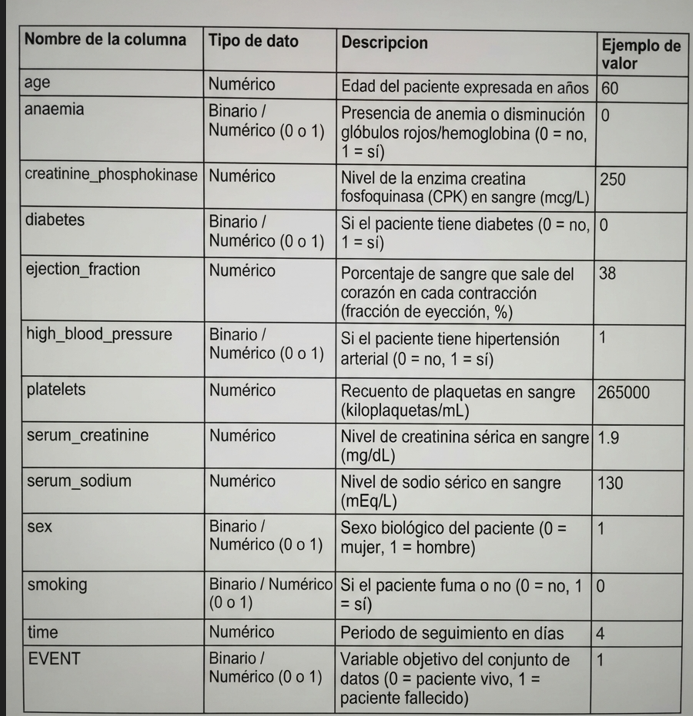 Nombre de la columna Tipo de dato Descripcion Ejemplo de
valor
age Numérico Edad del paciente expresada en años 60
anaemia Binario / Presencia de anemia o disminución 0
Numérico (0 o 1) glóbulos rojos/hemoglobina (0 = no,
1 = sí)
creatinine_phosphokinase Numérico Nivel de la enzima creatina 250
fosfoquinasa (CPK) en sangre (mcg/L)
diabetes Binario / Si el paciente tiene diabetes (0 = no, 0
Numérico (0 o 1) 1 = sí)
ejection_fraction Numérico Porcentaje de sangre que sale del 38
corazón en cada contracción
(fracción de eyección, %)
high_blood_pressure Binario / Si el paciente tiene hipertensión 1
Numérico (0 o 1) arterial (0 = no, 1 = sí)
platelets Numérico Recuento de plaquetas en sangre 265000
(kiloplaquetas/mL)
serum_creatinine Numérico Nivel de creatinina sérica en sangre 1.9
(mg/dL)
serum_sodium Numérico Nivel de sodio sérico en sangre 130
(mEq/L)
sex Binario / Sexo biológico del paciente (0 = 1
Numérico (0 o 1) mujer, 1 = hombre)
smoking Binario / Numérico Si el paciente fuma o no (0 = no, 1 0
(0 o 1) = sí)
time Numérico Periodo de seguimiento en días 4
EVENT Binario / Variable objetivo del conjunto de 1
Numérico (0 o 1) datos (0 = paciente vivo, 1 =
paciente fallecido)